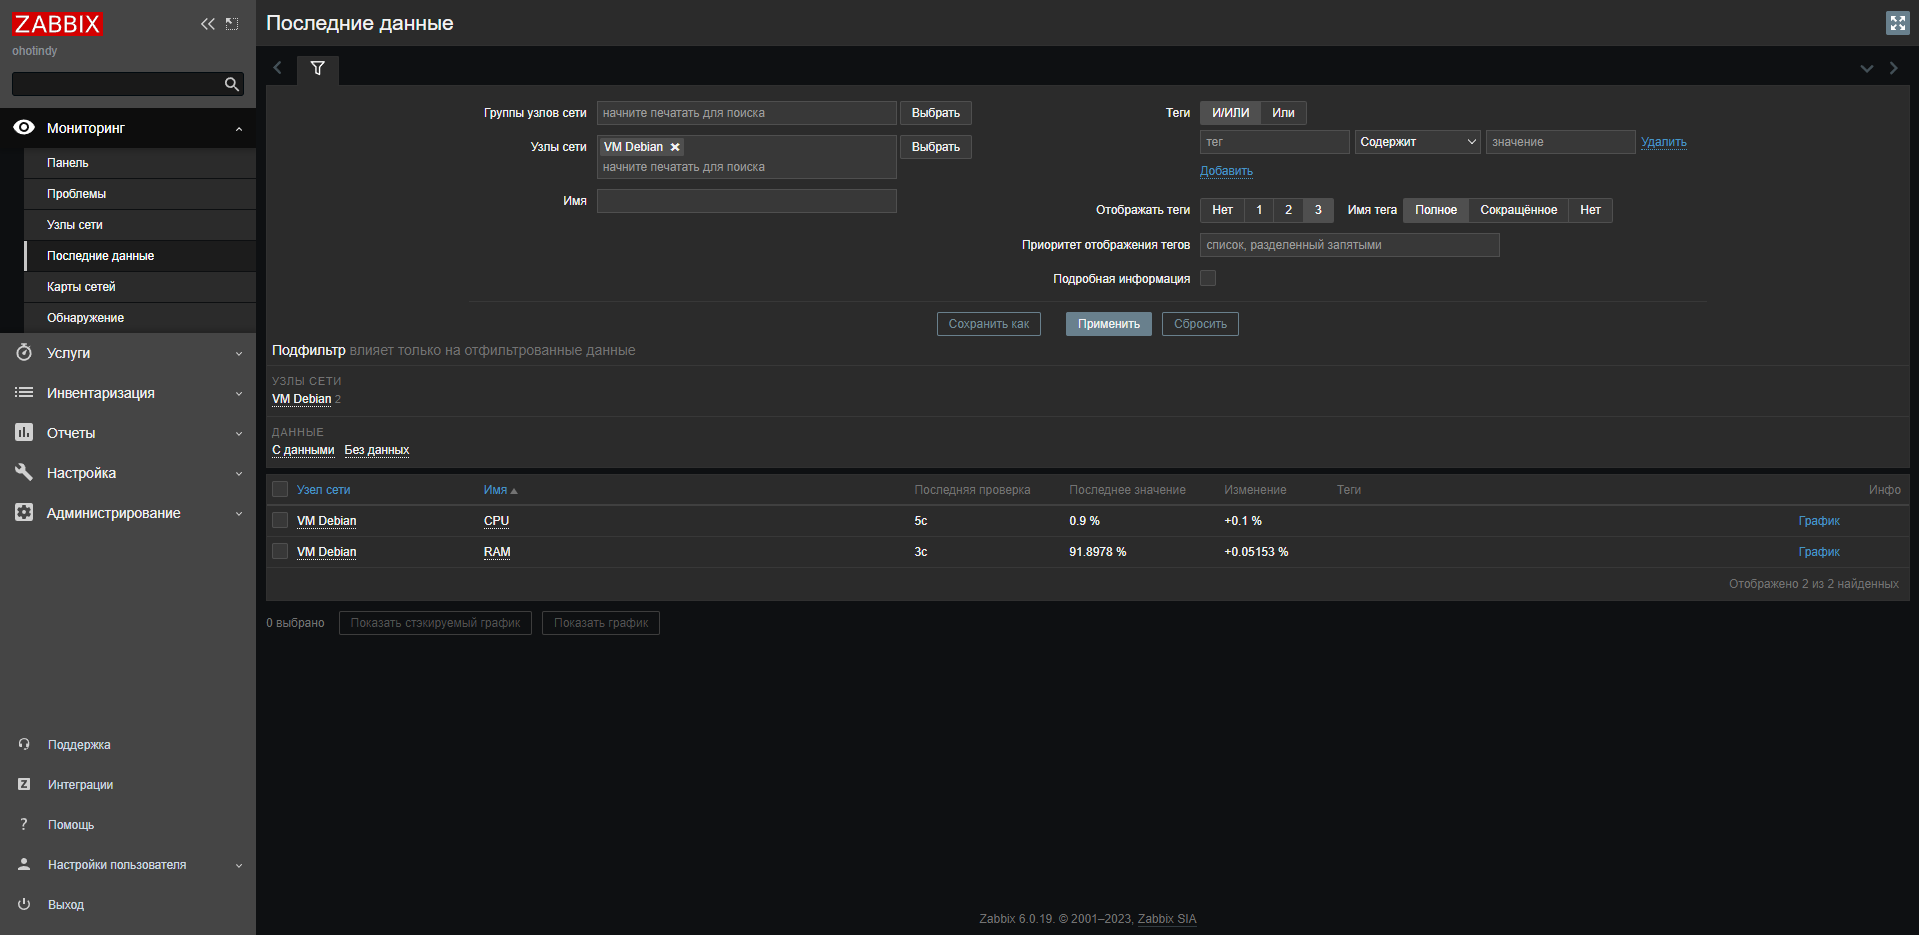 ZABBIX
ohotindy
Мониторинг
Панель
Проблемы
Узлы сети
Последние данные
Карты сетей
Обнаружение
Услуги
Инвентаризация
Отчеты
Настройка
Администрирование
Поддержка
Интеграции
Помощь
Настройки пользователя
Выход
Последние данные
Группы узлов сети начните печатать для поиска Выбрать
Узлы сети VM Debian Выбрать
начните печатать для поиска
Имя
Теги И/ИЛИ Или
тег Содержит значение Удалить
Добавить
Отображать теги Нет 1 2 3 Имя тега Полное Сокращённое Нет
Приоритет отображения тегов список, разделенный запятыми
Подробная информация
Сохранить как Применить Сбросить
Подфильтр влияет только на отфильтрованные данные
УЗЛЫ СЕТИ
VM Debian 2
ДАННЫЕ
С данными Без данных
Узел сети Имя Последняя проверка Последнее значение Изменение Теги Инфо
VM Debian CPU 5с 0.9 % +0.1 % График
VM Debian RAM 3с 91.8978 % +0.05153 % График
Отображено 2 из 2 найденных
0 выбрано Показать стэкируемый график Показать график
Zabbix 6.0.19. © 2001–2023, Zabbix SIA